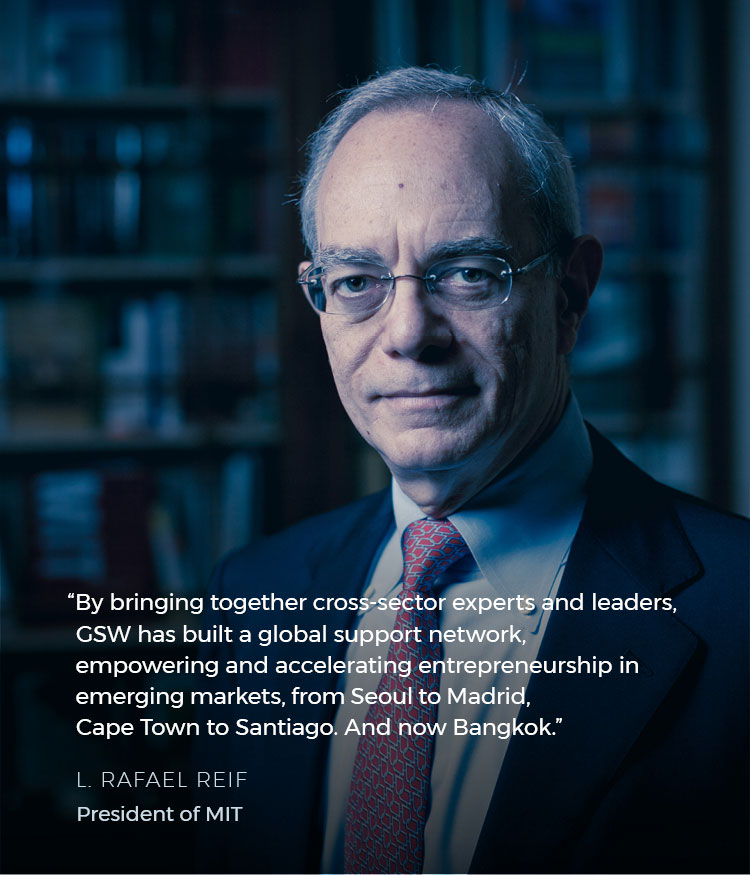 “By bringing together cross-sector experts and leaders,
GSW has built a global support network,
empowering and accelerating entrepreneurship in
emerging markets, from Seoul to Madrid,
Cape Town to Santiago. And now Bangkok.”
L. RAFAEL REIF
President of MIT